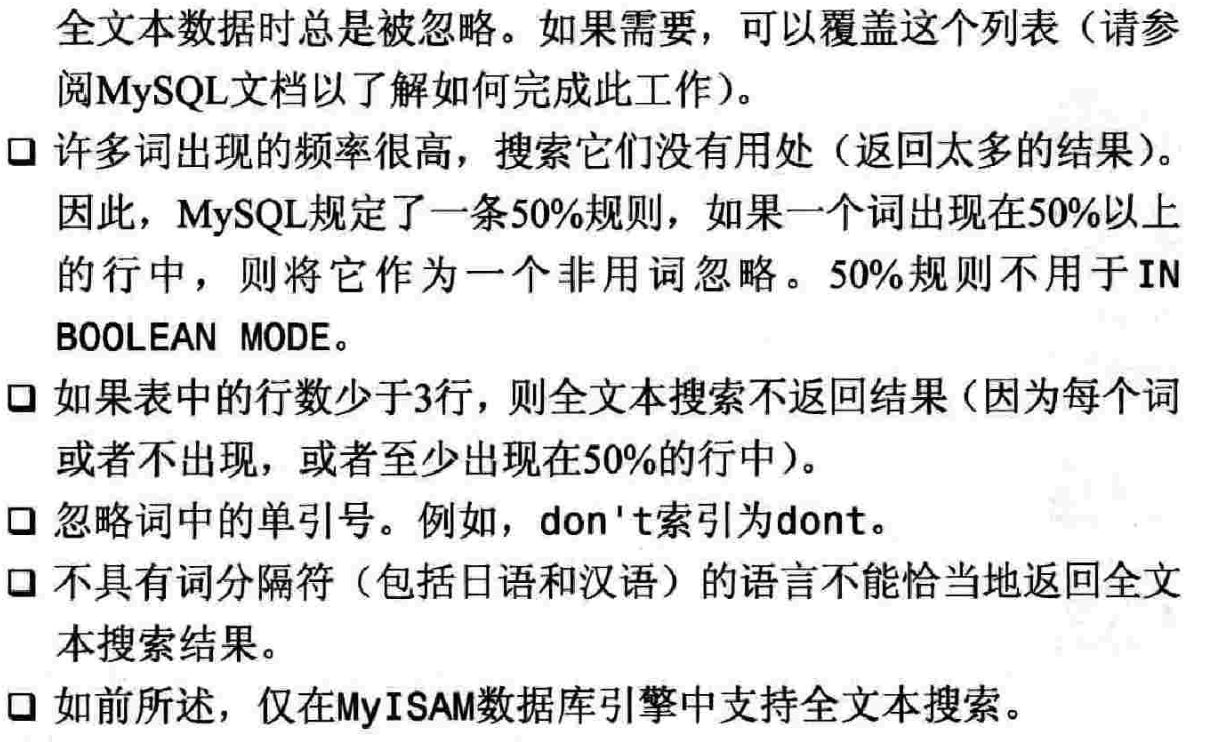 全文本数据时总是被忽略。如果需要，可以覆盖这个列表（请参
阅MySQL文档以了解如何完成此工作）。
❑ 许多词出现的频率很高，搜索它们没有用处（返回太多的结果）。
因此，MySQL规定了一条50%规则，如果一个词出现在50%以上
的行中，则将它作为一个非用词忽略。50%规则不用于IN
BOOLEAN MODE。
❑ 如果表中的行数少于3行，则全文本搜索不返回结果（因为每个词
或者不出现，或者至少出现在50%的行中）。
❑ 忽略词中的单引号。例如，don't索引为dont。
❑ 不具有词分隔符（包括日语和汉语）的语言不能恰当地返回全文
本搜索结果。
❑ 如前所述，仅在MyISAM数据库引擎中支持全文本搜索。